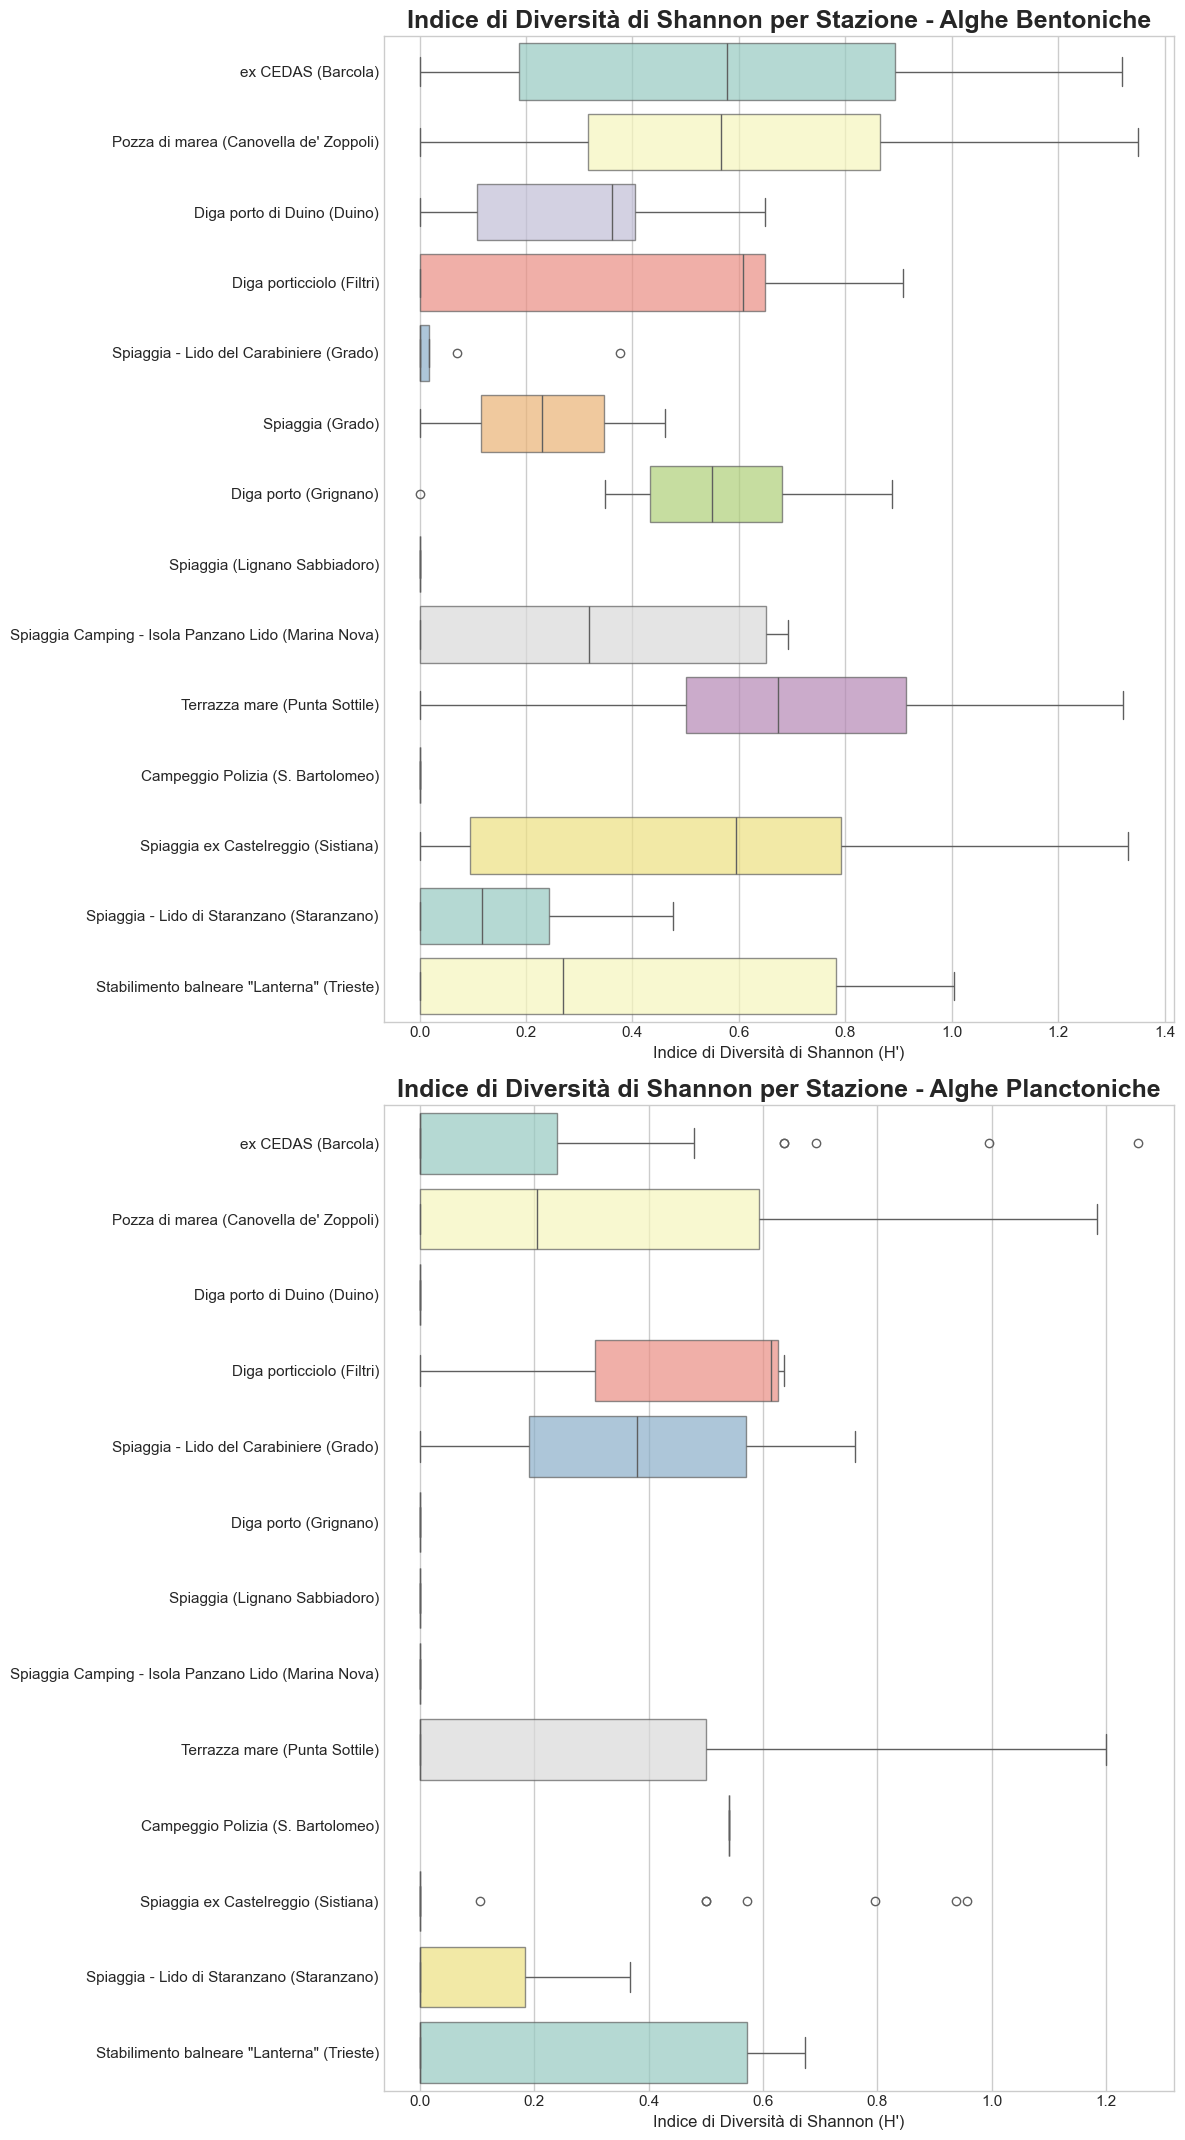 Indice di Diversità di Shannon per Stazione - Alghe Bentoniche
ex CEDAS (Barcola)
Pozza di marea (Canovella de' Zoppoli)
Diga porto di Duino (Duino)
Diga porticciolo (Filtri)
Spiaggia - Lido del Carabiniere (Grado)
Spiaggia (Grado)
Diga porto (Grignano)
Spiaggia (Lignano Sabbiadoro)
Spiaggia Camping - Isola Panzano Lido (Marina Nova)
Terrazza mare (Punta Sottile)
Campeggio Polizia (S. Bartolomeo)
Spiaggia ex Castelreggio (Sistiana)
Spiaggia - Lido di Staranzano (Staranzano)
Stabilimento balneare "Lanterna" (Trieste)
0.0 0.2 0.4 0.6 0.8 1.0 1.2 1.4
Indice di Diversità di Shannon (H')
Indice di Diversità di Shannon per Stazione - Alghe Planctoniche
ex CEDAS (Barcola)
Pozza di marea (Canovella de' Zoppoli)
Diga porto di Duino (Duino)
Diga porticciolo (Filtri)
Spiaggia - Lido del Carabiniere (Grado)
Diga porto (Grignano)
Spiaggia (Lignano Sabbiadoro)
Spiaggia Camping - Isola Panzano Lido (Marina Nova)
Terrazza mare (Punta Sottile)
Campeggio Polizia (S. Bartolomeo)
Spiaggia ex Castelreggio (Sistiana)
Spiaggia - Lido di Staranzano (Staranzano)
Stabilimento balneare "Lanterna" (Trieste)
0.0 0.2 0.4 0.6 0.8 1.0 1.2
Indice di Diversità di Shannon (H')